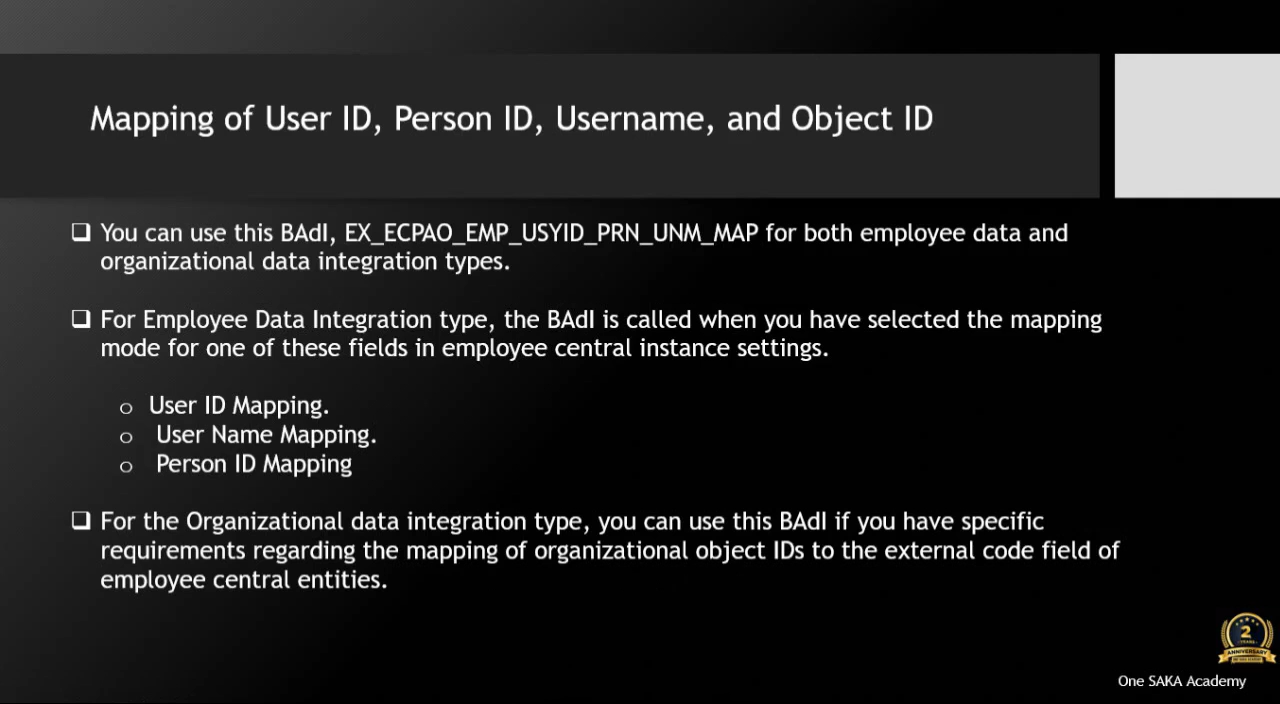 Mapping of User ID, Person ID, Username, and Object ID
You can use this BAdI, EX_ECPAO_EMP_USYID_PRN_UNM_MAP for both employee data and
organizational data integration types.
For Employee Data Integration type, the BAdI is called when you have selected the mapping
mode for one of these fields in employee central instance settings.
User ID Mapping.
User Name Mapping.
Person ID Mapping
For the Organizational data integration type, you can use this BAdI if you have specific
requirements regarding the mapping of organizational object IDs to the external code field of
employee central entities.
2
YEARS
ANNIVERSARY
One SAKA Academy